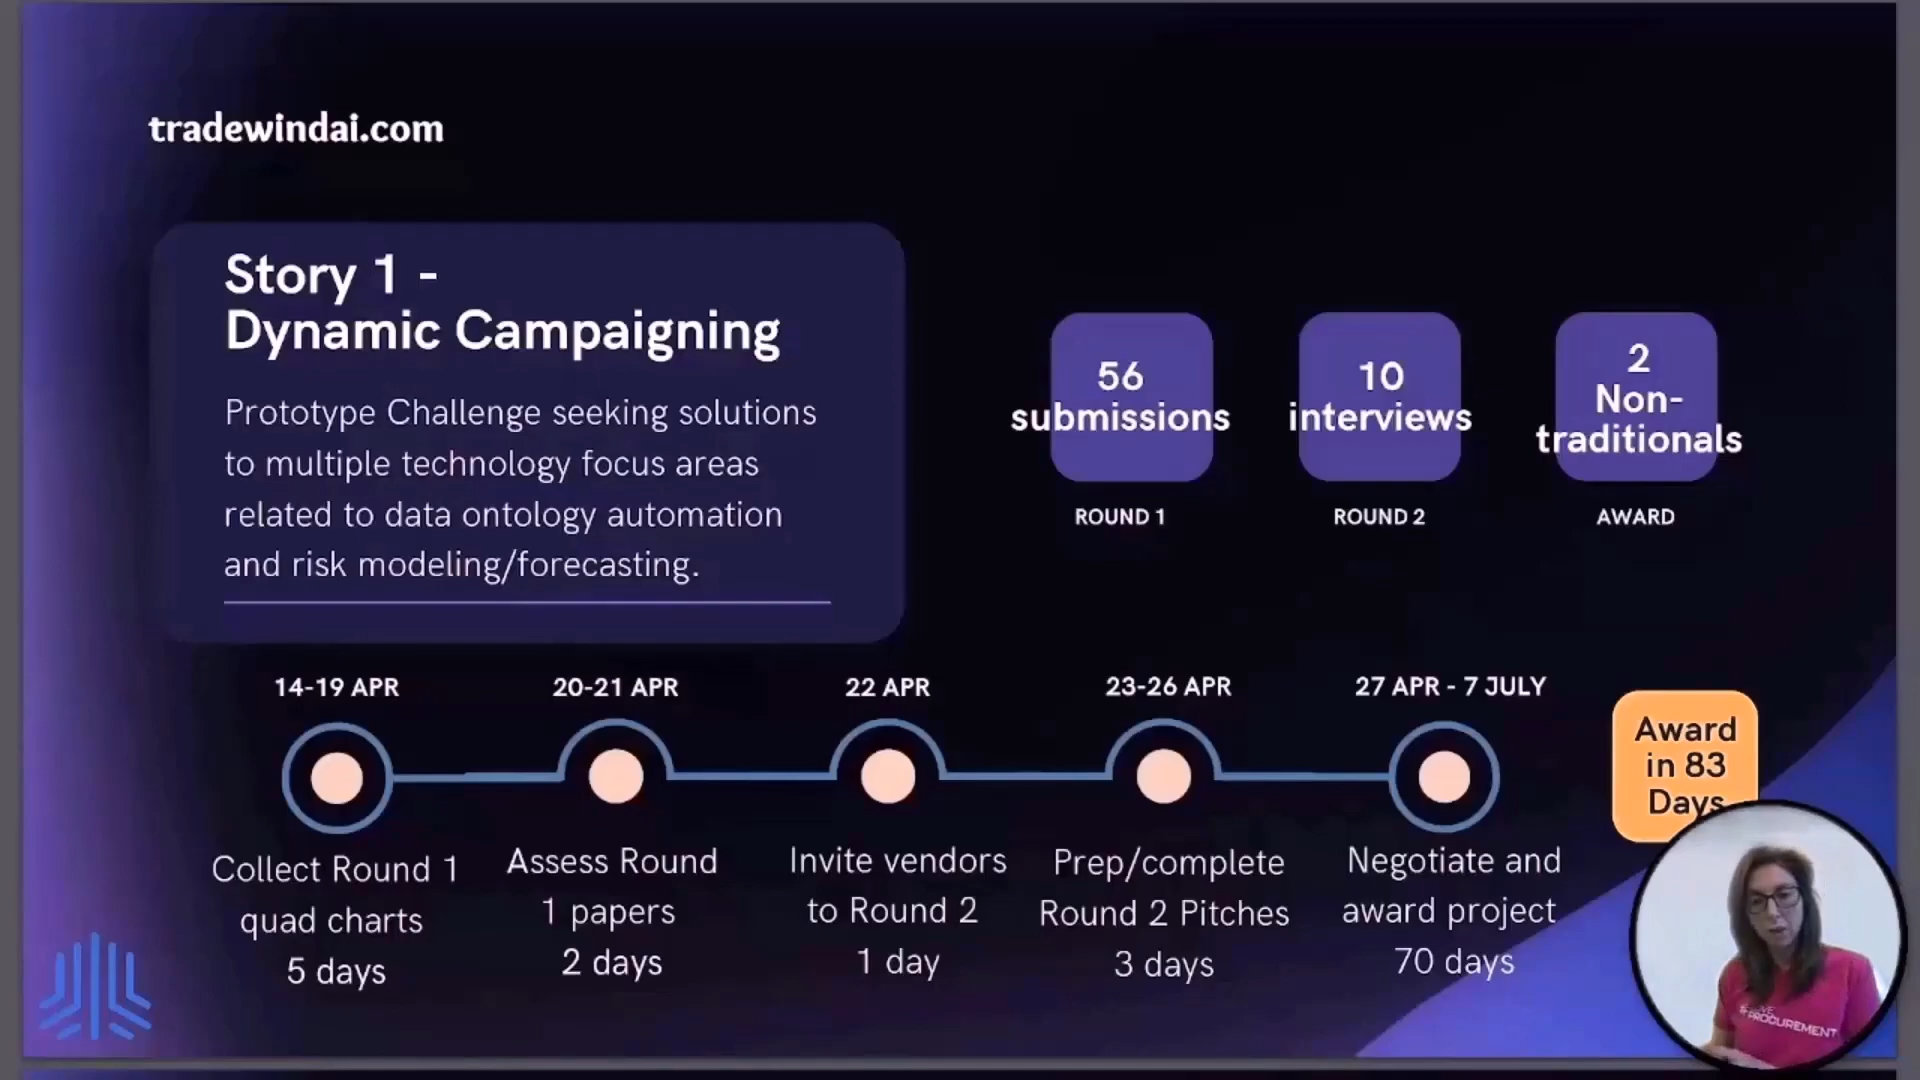 tradewindai.com
Story 1 -
Dynamic Campaigning
Prototype Challenge seeking solutions
to multiple technology focus areas
related to data ontology automation
and risk modeling/forecasting.
56
submissions
ROUND 1
10
interviews
ROUND 2
2
Non-
traditionals
AWARD
14-19 APR
Collect Round 1
quad charts
5 days
20-21 APR
Assess Round
1 papers
2 days
22 APR
Invite vendors
to Round 2
1 day
23-26 APR
Prep/complete
Round 2 Pitches
3 days
27 APR - 7 JULY
Negotiate and
award project
70 days
Award
in 83
Days
PROCUREMENT